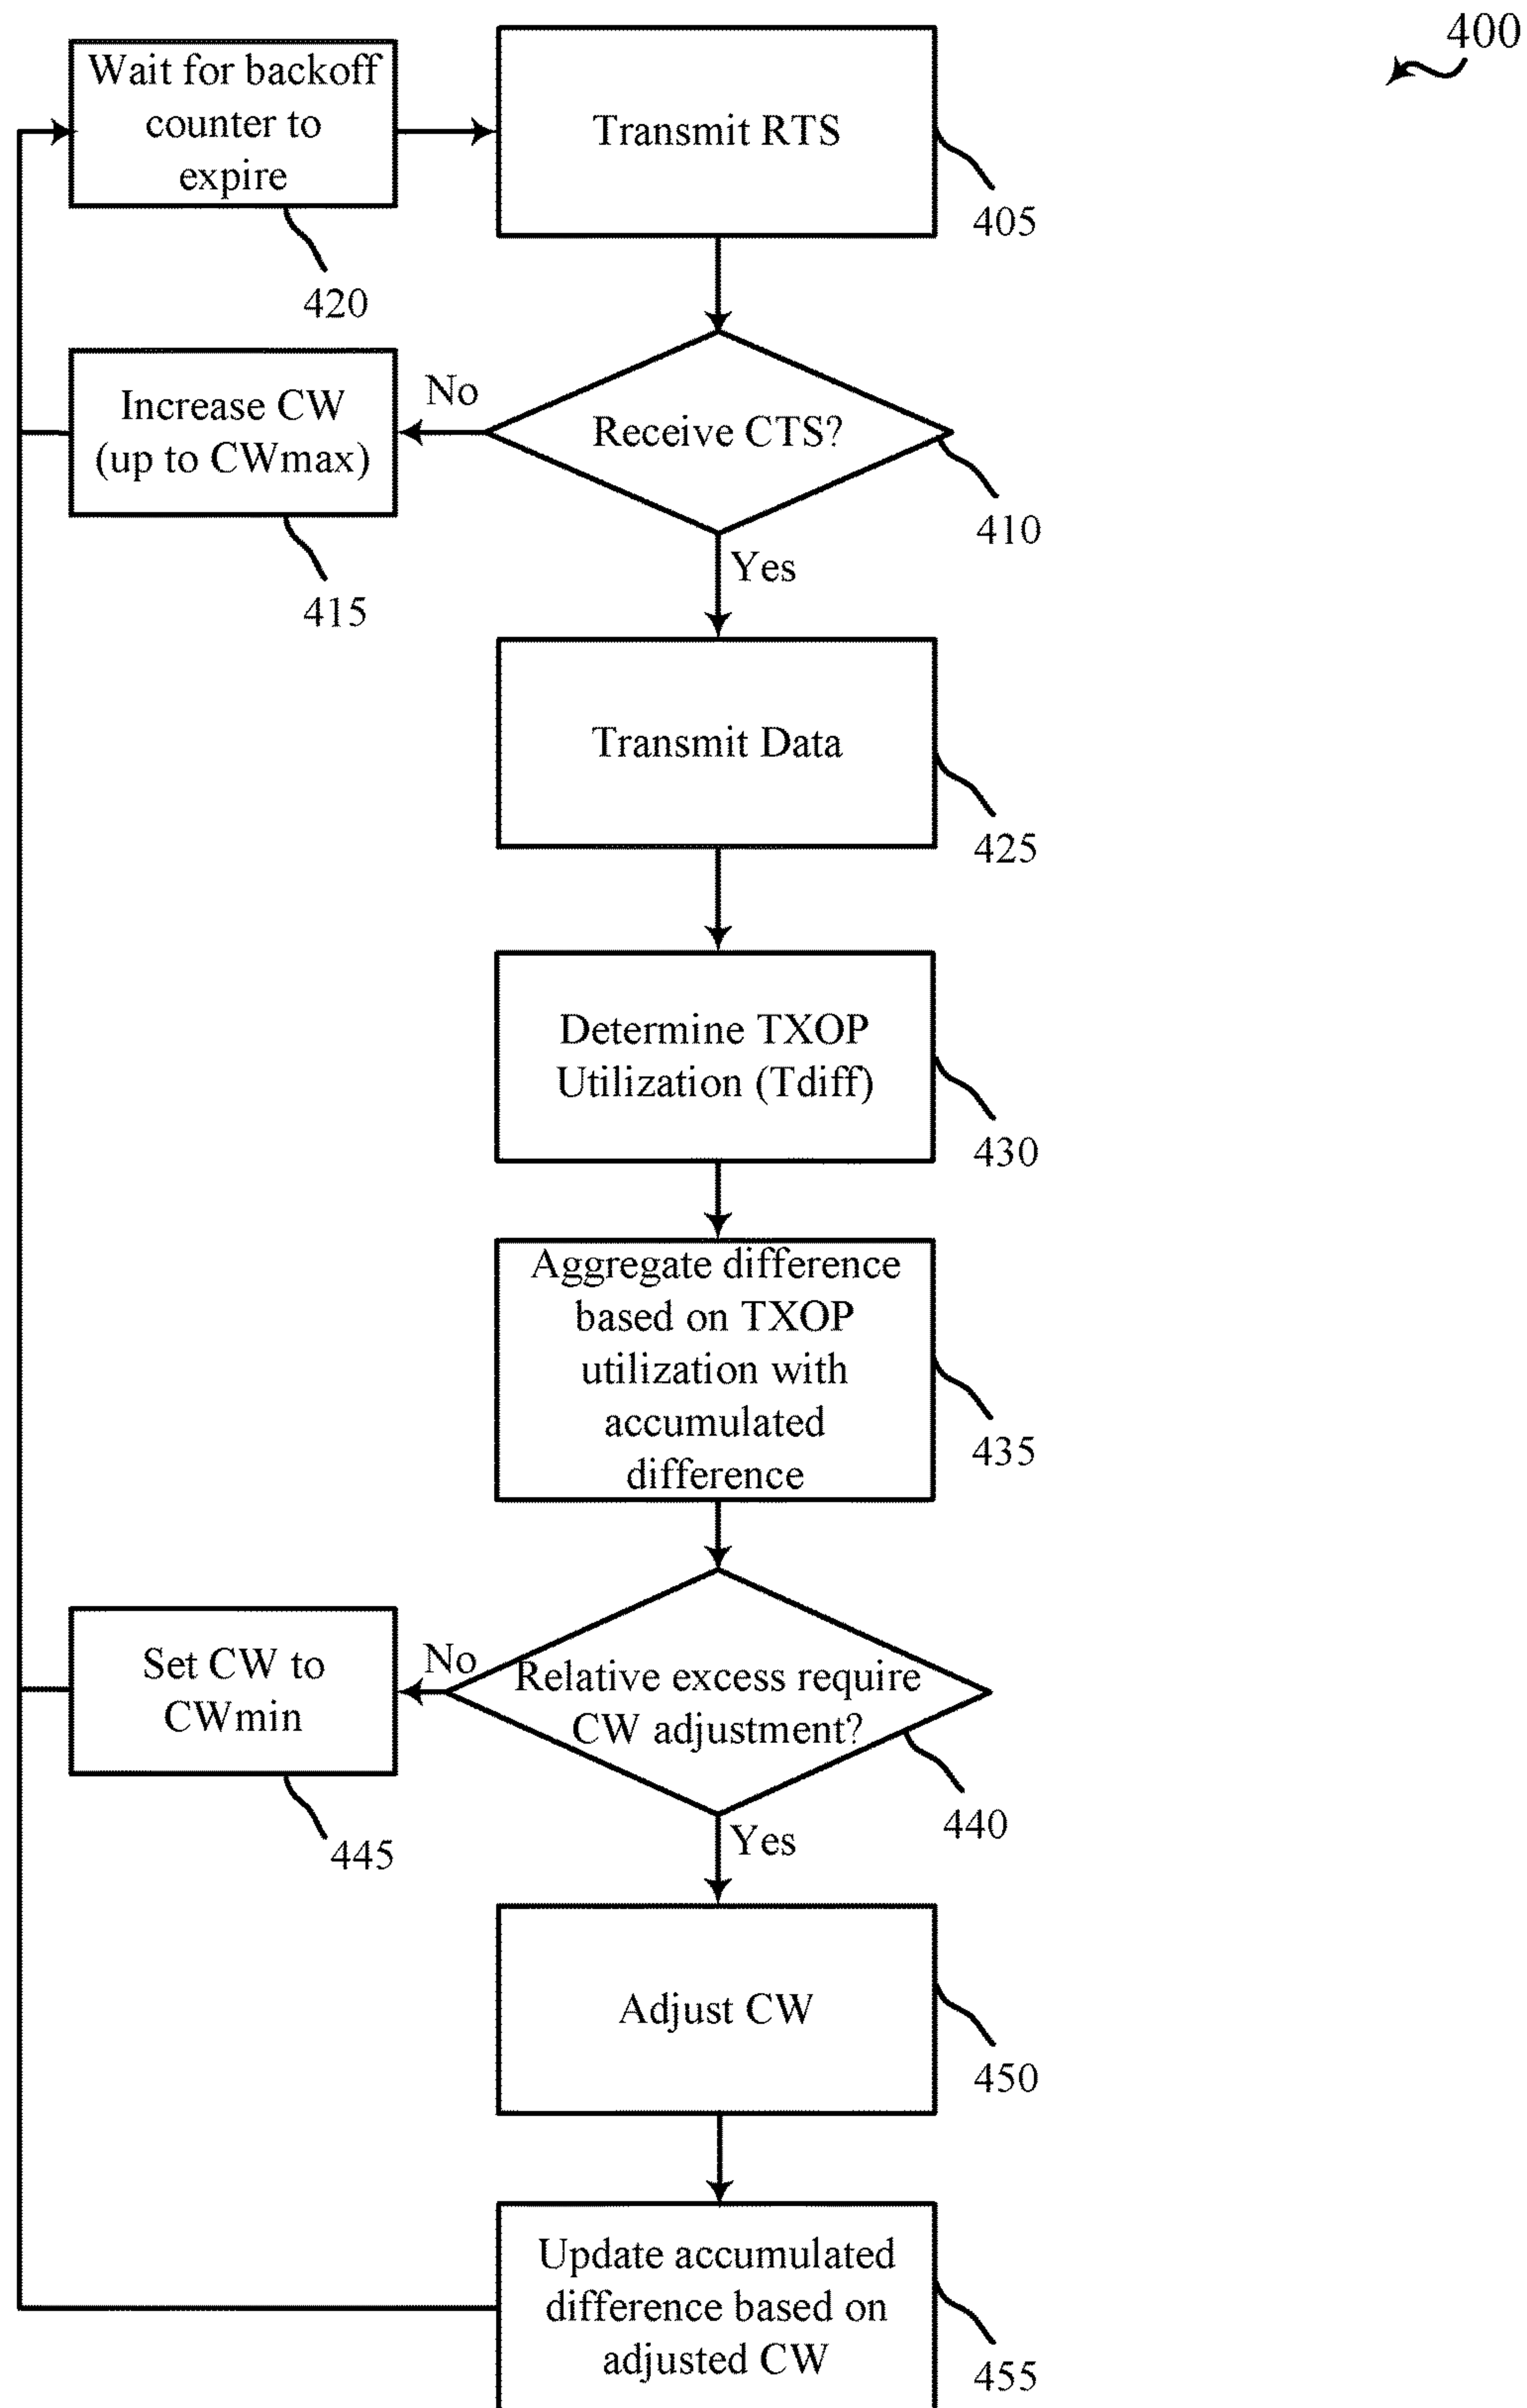 400
Wait for backoff
counter to
expire
420
Transmit RTS
405
Receive CTS?
410
No
Increase CW
(up to CWmax)
415
Yes
Transmit Data
425
Determine TXOP
Utilization (Tdiff)
430
Aggregate difference
based on TXOP
utilization with
accumulated
difference
435
Relative excess require
CW adjustment?
440
No
Set CW to
CWmin
445
Yes
Adjust CW
450
Update accumulated
difference based on
adjusted CW
455